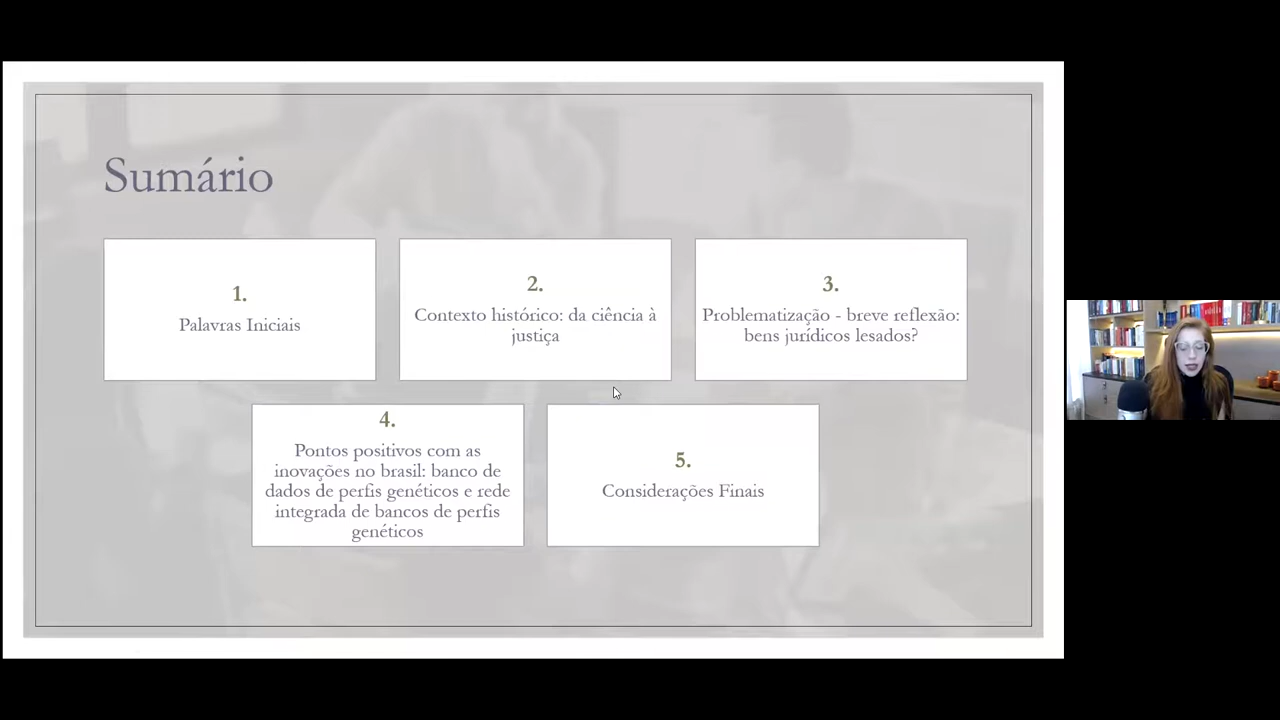 Sumário
1.
Palavras Iniciais
2.
Contexto histórico: da ciência à
justiça
3.
Problematização - breve reflexão:
bens jurídicos lesados?
4.
Pontos positivos com as
inovações no brasil: banco de
dados de perfis genéticos e rede
integrada de bancos de perfis
genéticos
5.
Considerações Finais